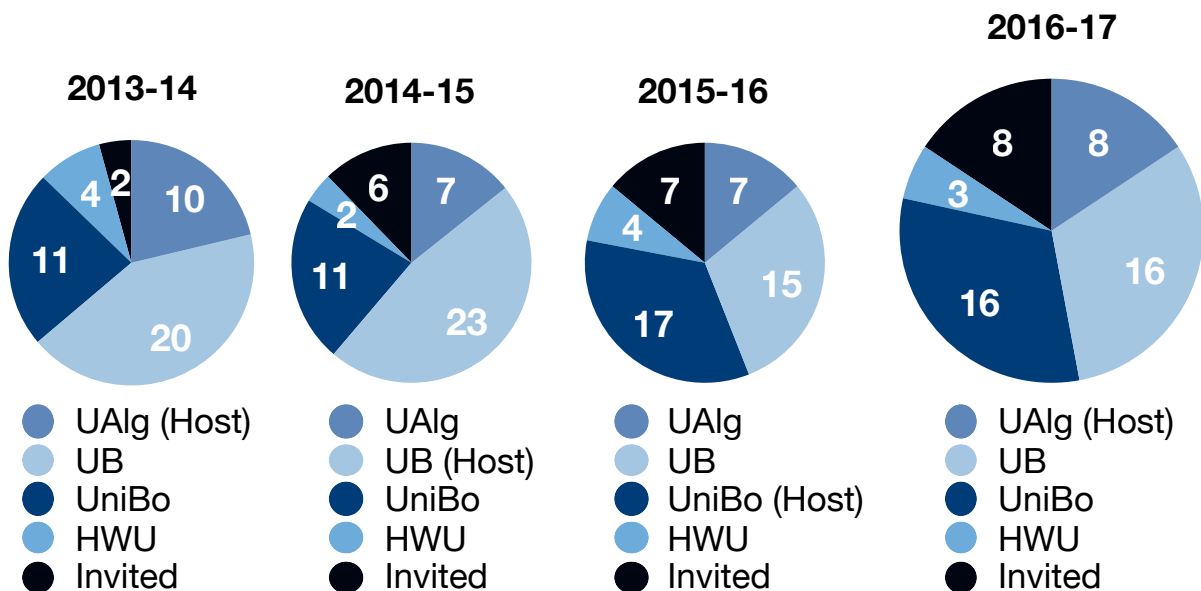 2013-14
10
20
11
4
2
UAlg (Host)
UB
UniBo
HWU
Invited
2014-15
7
23
11
2
6
UAlg
UB (Host)
UniBo
HWU
Invited
2015-16
7
15
17
4
7
UAlg
UB
UniBo (Host)
HWU
Invited
2016-17
8
16
16
3
8
UAlg (Host)
UB
UniBo
HWU
Invited